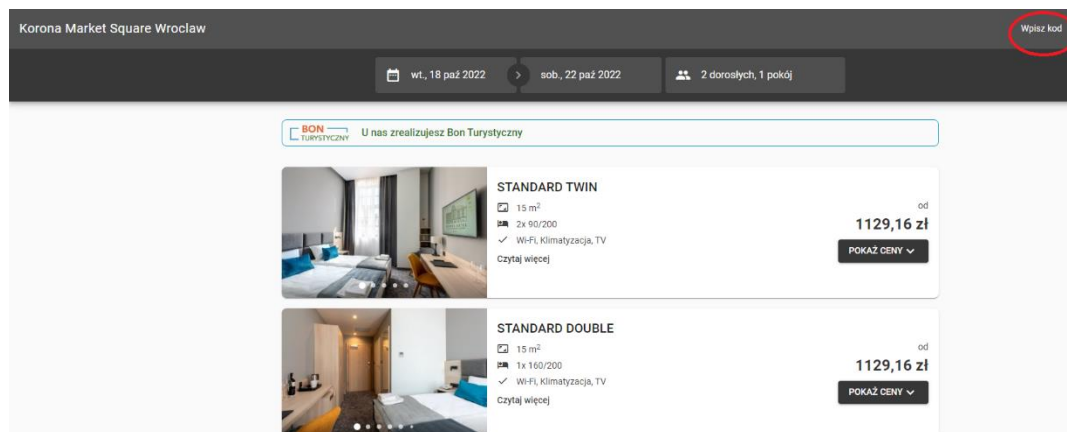 Korona Market Square Wroclaw
Wpisz kod
wt., 18 paź 2022
sob., 22 paź 2022
2 dorosłych, 1 pokój
BON
TURYSTYCZNY
U nas zrealizujesz Bon Turystyczny
STANDARD TWIN
15 m²
2x 90/200
Wi-Fi, Klimatyzacja, TV
Czytaj więcej
od
1129,16 zł
POKAŻ CENY
STANDARD DOUBLE
15 m²
1x 160/200
Wi-Fi, Klimatyzacja, TV
Czytaj więcej
od
1129,16 zł
POKAŻ CENY